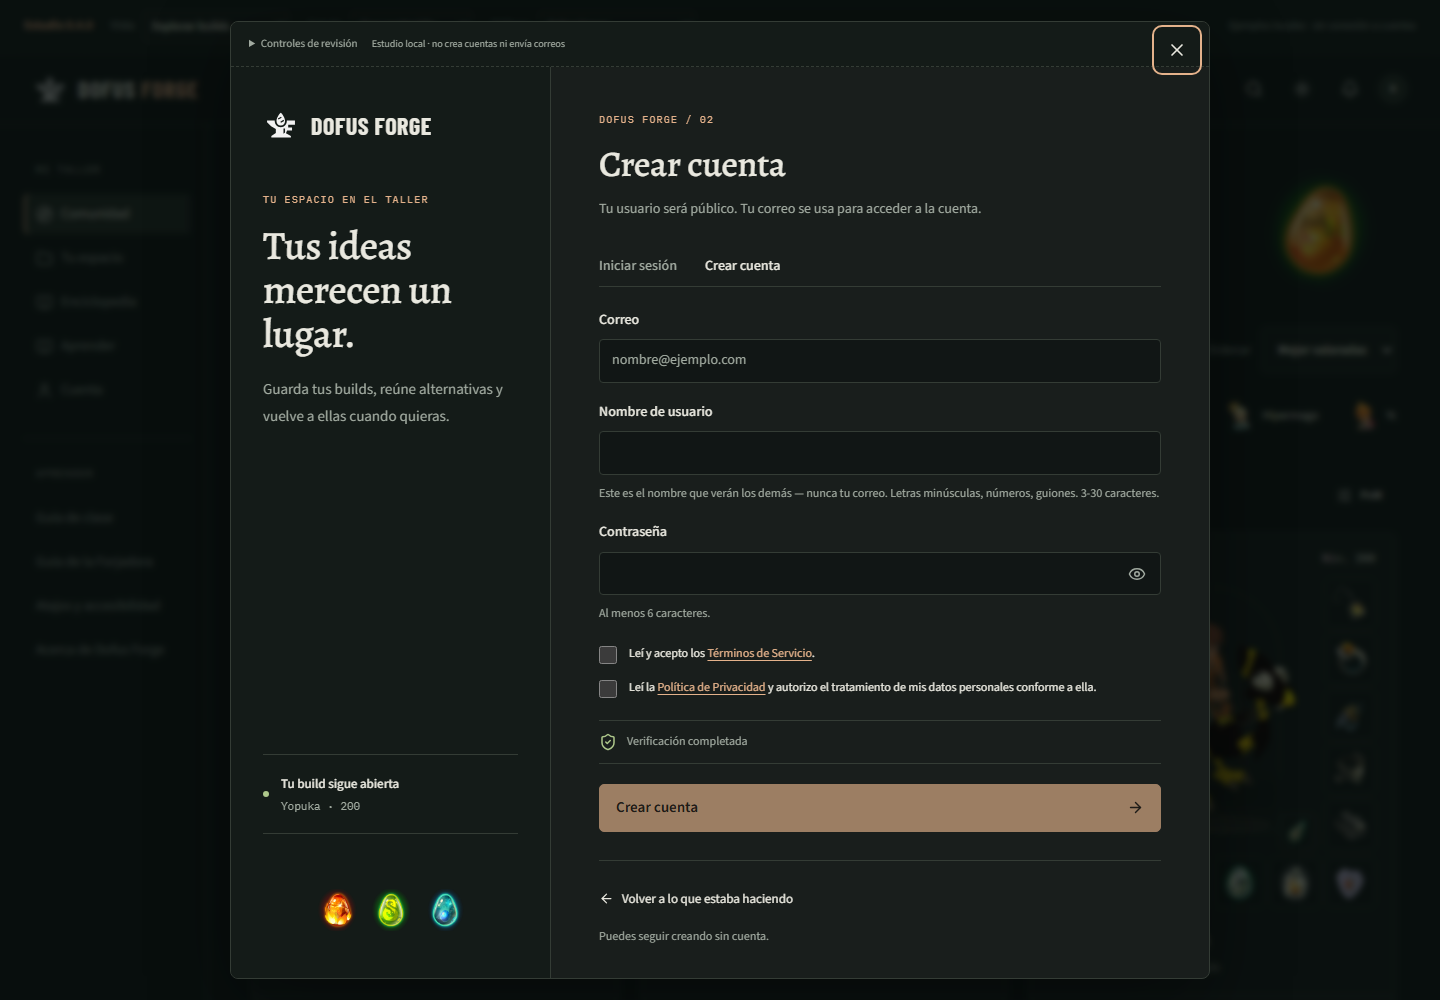 Controles de revisión
Estudio local · no crea cuentas ni envía correos
DOFUS FORGE
TU ESPACIO EN EL TALLER
Tus ideas
merecen un
lugar.
Guarda tus builds, reúne alternativas y
vuelve a ellas cuando quieras.
Tu build sigue abierta
Yopuka · 200
DOFUS FORGE / 02
Crear cuenta
Tu usuario será público. Tu correo se usa para acceder a la cuenta.
Iniciar sesión
Crear cuenta
Correo
nombre@ejemplo.com
Nombre de usuario
Este es el nombre que verán los demás — nunca tu correo. Letras minúsculas, números, guiones. 3-30 caracteres.
Contraseña
Al menos 6 caracteres.
Leí y acepto los Términos de Servicio.
Leí la Política de Privacidad y autorizo el tratamiento de mis datos personales conforme a ella.
Verificación completada
Crear cuenta
Volver a lo que estaba haciendo
Puedes seguir creando sin cuenta.
DOFUS FORGE
Comunidad